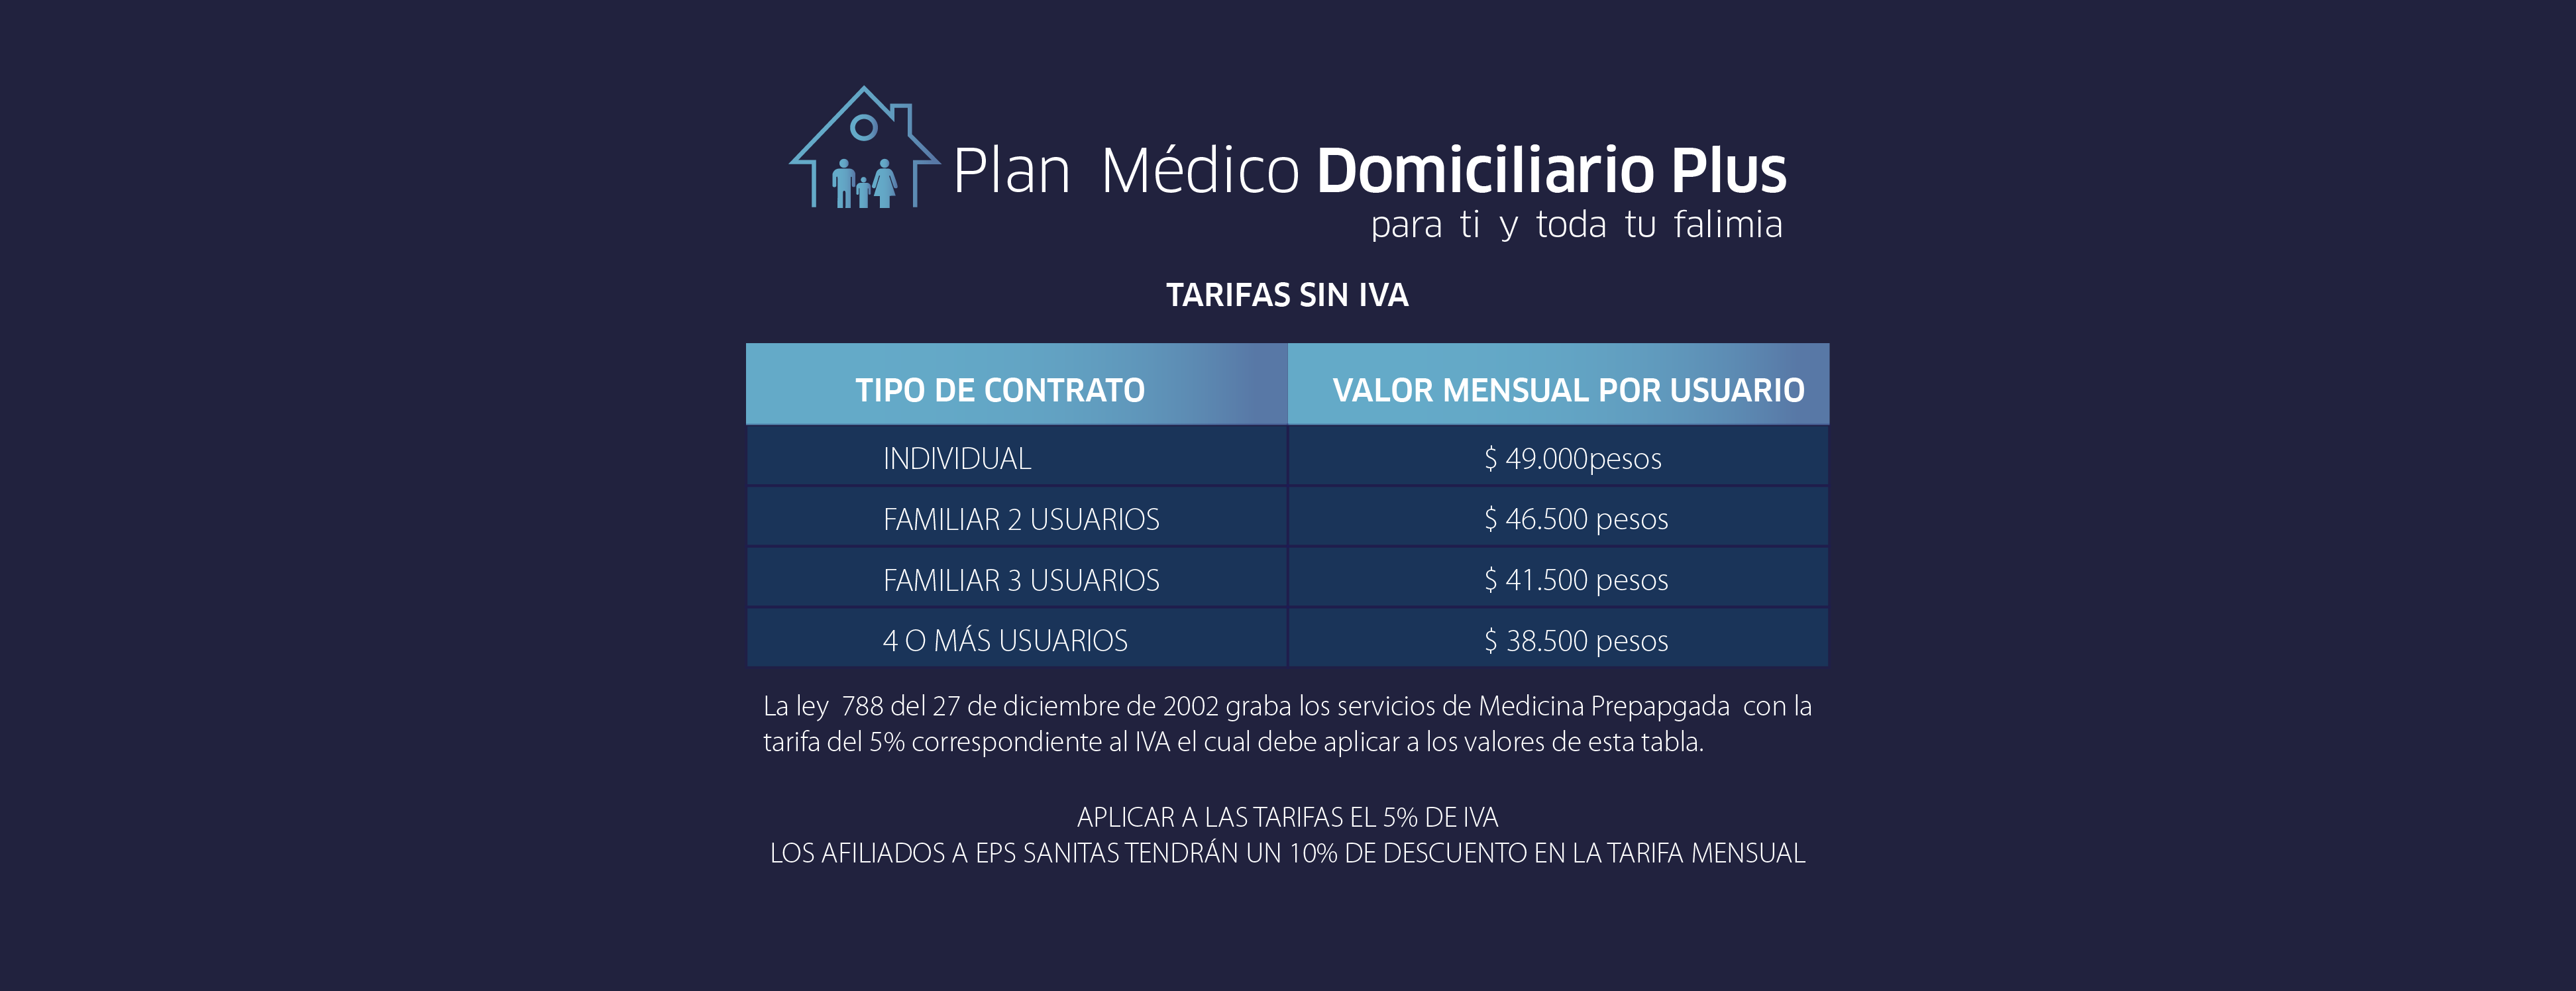 Plan Médico Domiciliario Plus
para ti y toda tu falimia
TARIFAS SIN IVA
TIPO DE CONTRATO VALOR MENSUAL POR USUARIO
INDIVIDUAL $ 49.000pesos
FAMILIAR 2 USUARIOS $ 46.500 pesos
FAMILIAR 3 USUARIOS $ 41.500 pesos
4 O MÁS USUARIOS $ 38.500 pesos
La ley 788 del 27 de diciembre de 2002 graba los servicios de Medicina Prepapgada con la
tarifa del 5% correspondiente al IVA el cual debe aplicar a los valores de esta tabla.
APLICAR A LAS TARIFAS EL 5% DE IVA
LOS AFILIADOS A EPS SANITAS TENDRÁN UN 10% DE DESCUENTO EN LA TARIFA MENSUAL